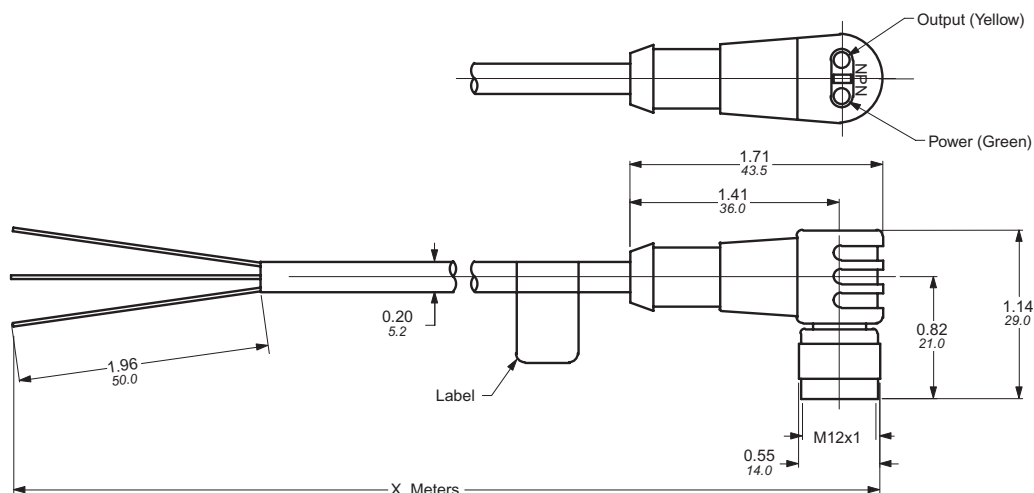 Output (Yellow)
NPN
Power (Green)
1.71
43.5
1.41
36.0
0.20
5.2
1.14
29.0
0.82
21.0
1.96
50.0
Label
M12x1
0.55
14.0
X Meters